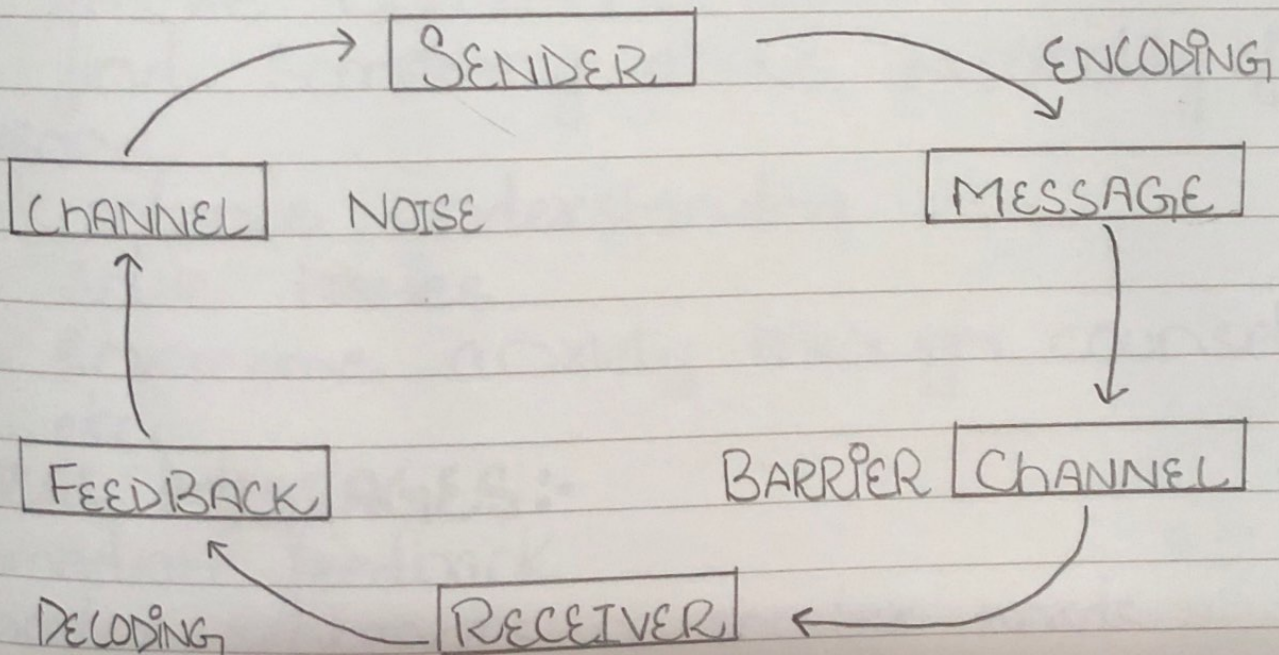 SENDER
ENCODING
CHANNEL NOISE MESSAGE
FEEDBACK BARRIER CHANNEL
DECODING RECEIVER